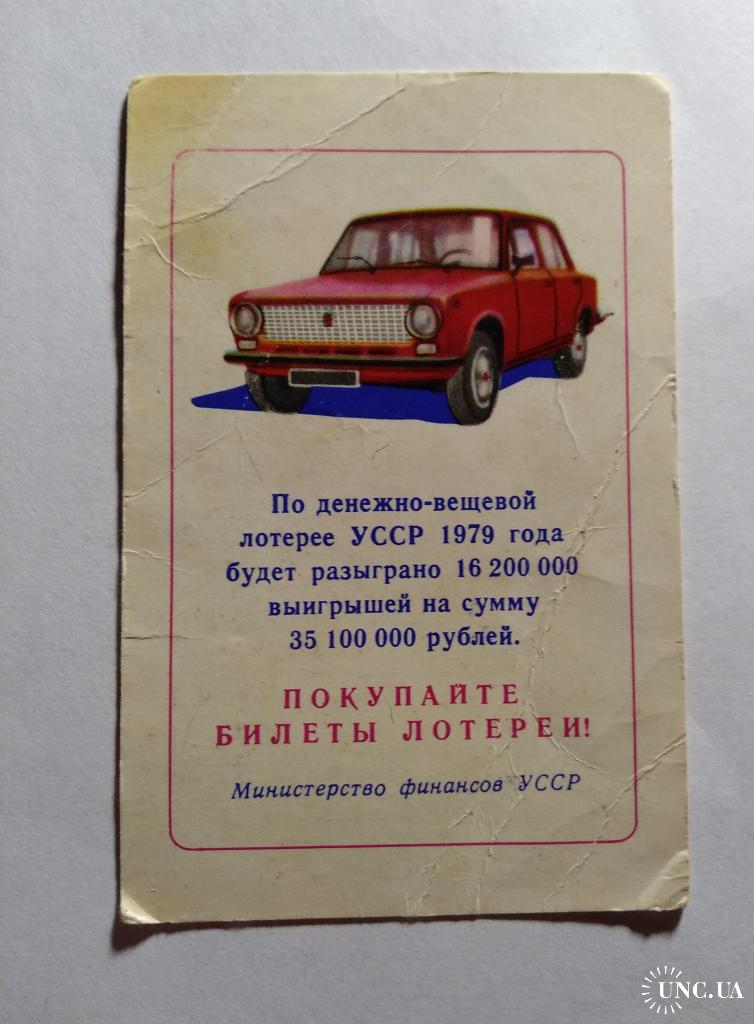 По денежно-вещевой
лотерее УССР 1979 года
будет разыграно 16 200 000
выигрышей на сумму
35 100 000 рублей.
ПОКУПАЙТЕ
БИЛЕТЫ ЛОТЕРЕИ!
Министерство финансов УССР
UNC.UA